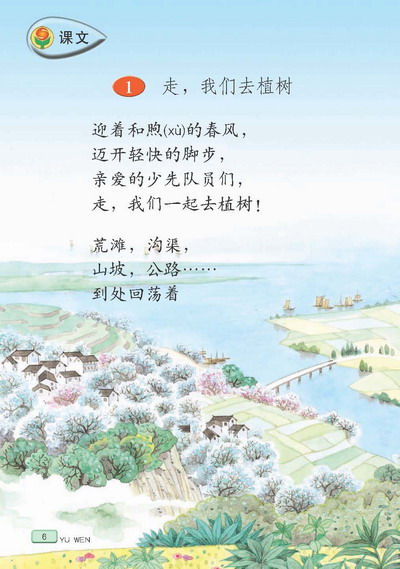 课文
1 走，我们去植树
迎着和煦(xù)的春风，
迈开轻快的脚步，
亲爱的少先队员们，
走，我们一起去植树！
荒滩，沟渠，
山坡，公路……
到处回荡着
6 YU WEN